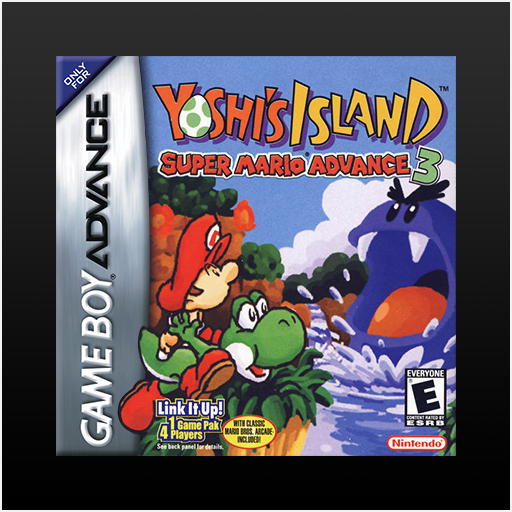 ONLY
FOR
GAME BOY ADVANCE
YOSHI'S ISLAND™
SUPER MARIO ADVANCE 3
Link It Up!
1 Game Pak
4 Players
See back panel for details.
WITH CLASSIC
MARIO BROS. ARCADE-
INCLUDED!
EVERYONE
E
CONTENT RATED BY
ESRB
Nintendo